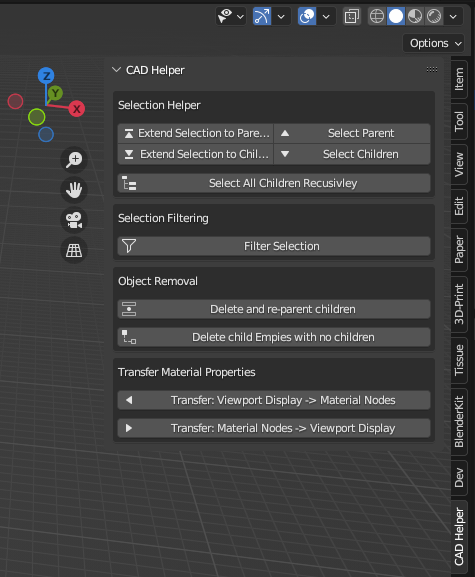 Options
Z
Y
X
CAD Helper
Selection Helper
Extend Selection to Pare...
Select Parent
Extend Selection to Chil...
Select Children
Select All Children Recusivley
Selection Filtering
Filter Selection
Object Removal
Delete and re-parent children
Delete child Empies with no children
Transfer Material Properties
Transfer: Viewport Display -> Material Nodes
Transfer: Material Nodes -> Viewport Display
Item
Tool
View
Edit
Paper
3D-Print
Tissue
BlenderKit
Dev
CAD Helper